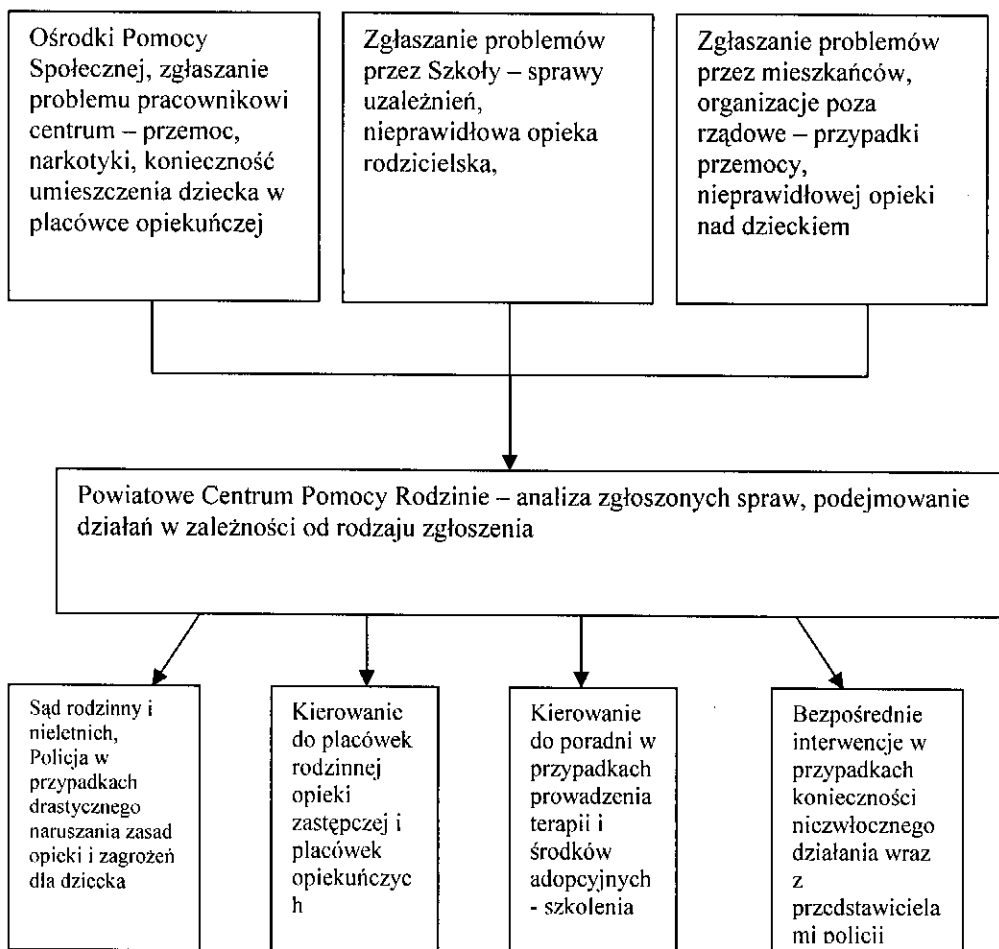 Ośrodki Pomocy
Społecznej, zgłaszanie
problemu pracownikowi
centrum – przemoc,
narkotyki, konieczność
umieszczenia dziecka w
placówce opiekuńczej
Zgłaszanie problemów
przez Szkoły – sprawy
uzależnień,
nieprawidłowa opieka
rodzicielska,
Zgłaszanie problemów
przez mieszkańców,
organizacje poza
rządowe – przypadki
przemocy,
nieprawidłowej opieki
nad dzieckiem
Powiatowe Centrum Pomocy Rodzinie – analiza zgłoszonych spraw, podejmowanie
działań w zależności od rodzaju zgłoszenia
Sąd rodzinny i
nieletnich,
Policja w
przypadkach
drastycznego
naruszania zasad
opieki i zagrożeń
dla dziecka
Kierowanie
do placówek
rodzinnej
opieki
zastępczej i
placówek
opiekuńczyc
h
Kierowanie
do poradni w
przypadkach
prowadzenia
terapii i
środków
adopcyjnych
- szkolenia
Bezpośrednie
interwencje w
przypadkach
konieczności
niezwłocznego
działania wraz
z
przedstawiciela
mi policji